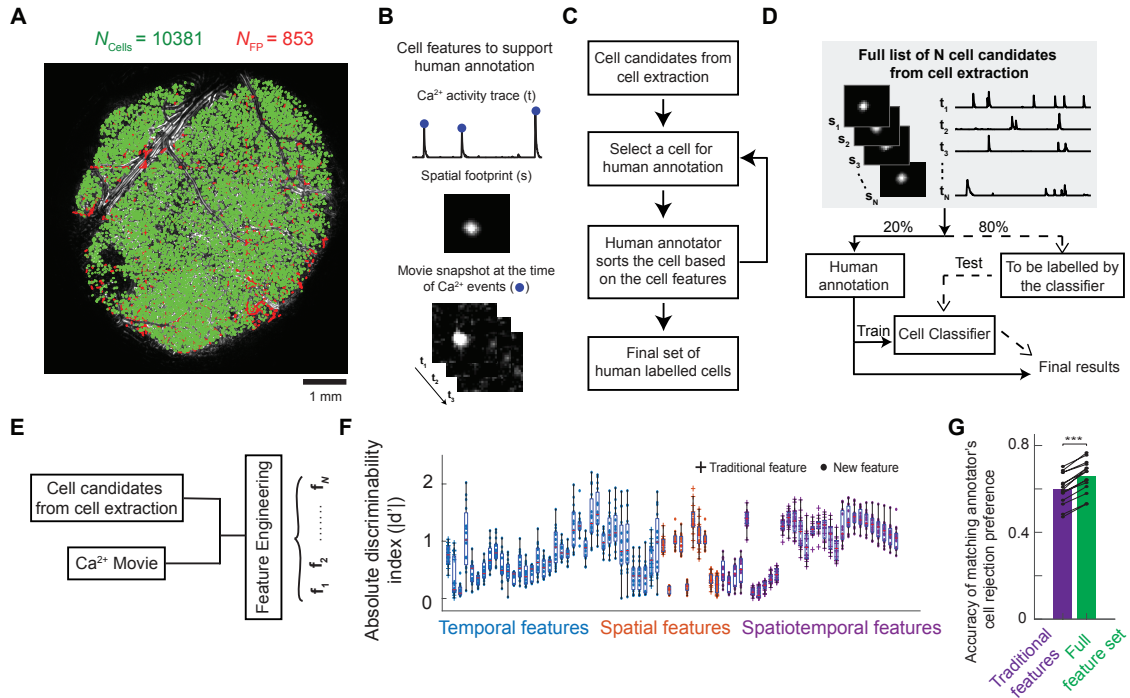 A
N_Cells = 10381
N_FP = 853
1 mm
B
Cell features to support
human annotation
Ca²⁺ activity trace (t)
Spatial footprint (s)
Movie snapshot at the time
of Ca²⁺ events (●)
t₁
t₂
t₃
C
Cell candidates from
cell extraction
Select a cell for
human annotation
Human annotator
sorts the cell based
on the cell features
Final set of
human labelled cells
D
Full list of N cell candidates
from cell extraction
s₁
s₂
s₃
s_N
t₁
t₂
t₃
t_N
20%
80%
Human
annotation
Test
To be labelled by
the classifier
Train
Cell Classifier
Final results
E
Cell candidates
from cell extraction
Ca²⁺ Movie
Feature Engineering
f₁ f₂ ....... f_N
F
Absolute discriminability
index (|d'|)
2
1
0
+ Traditional feature
● New feature
Temporal features
Spatial features
Spatiotemporal features
G
Accuracy of matching annotator's
cell rejection preference
0.8
0.4
0
***
Traditional
features
Full
feature set